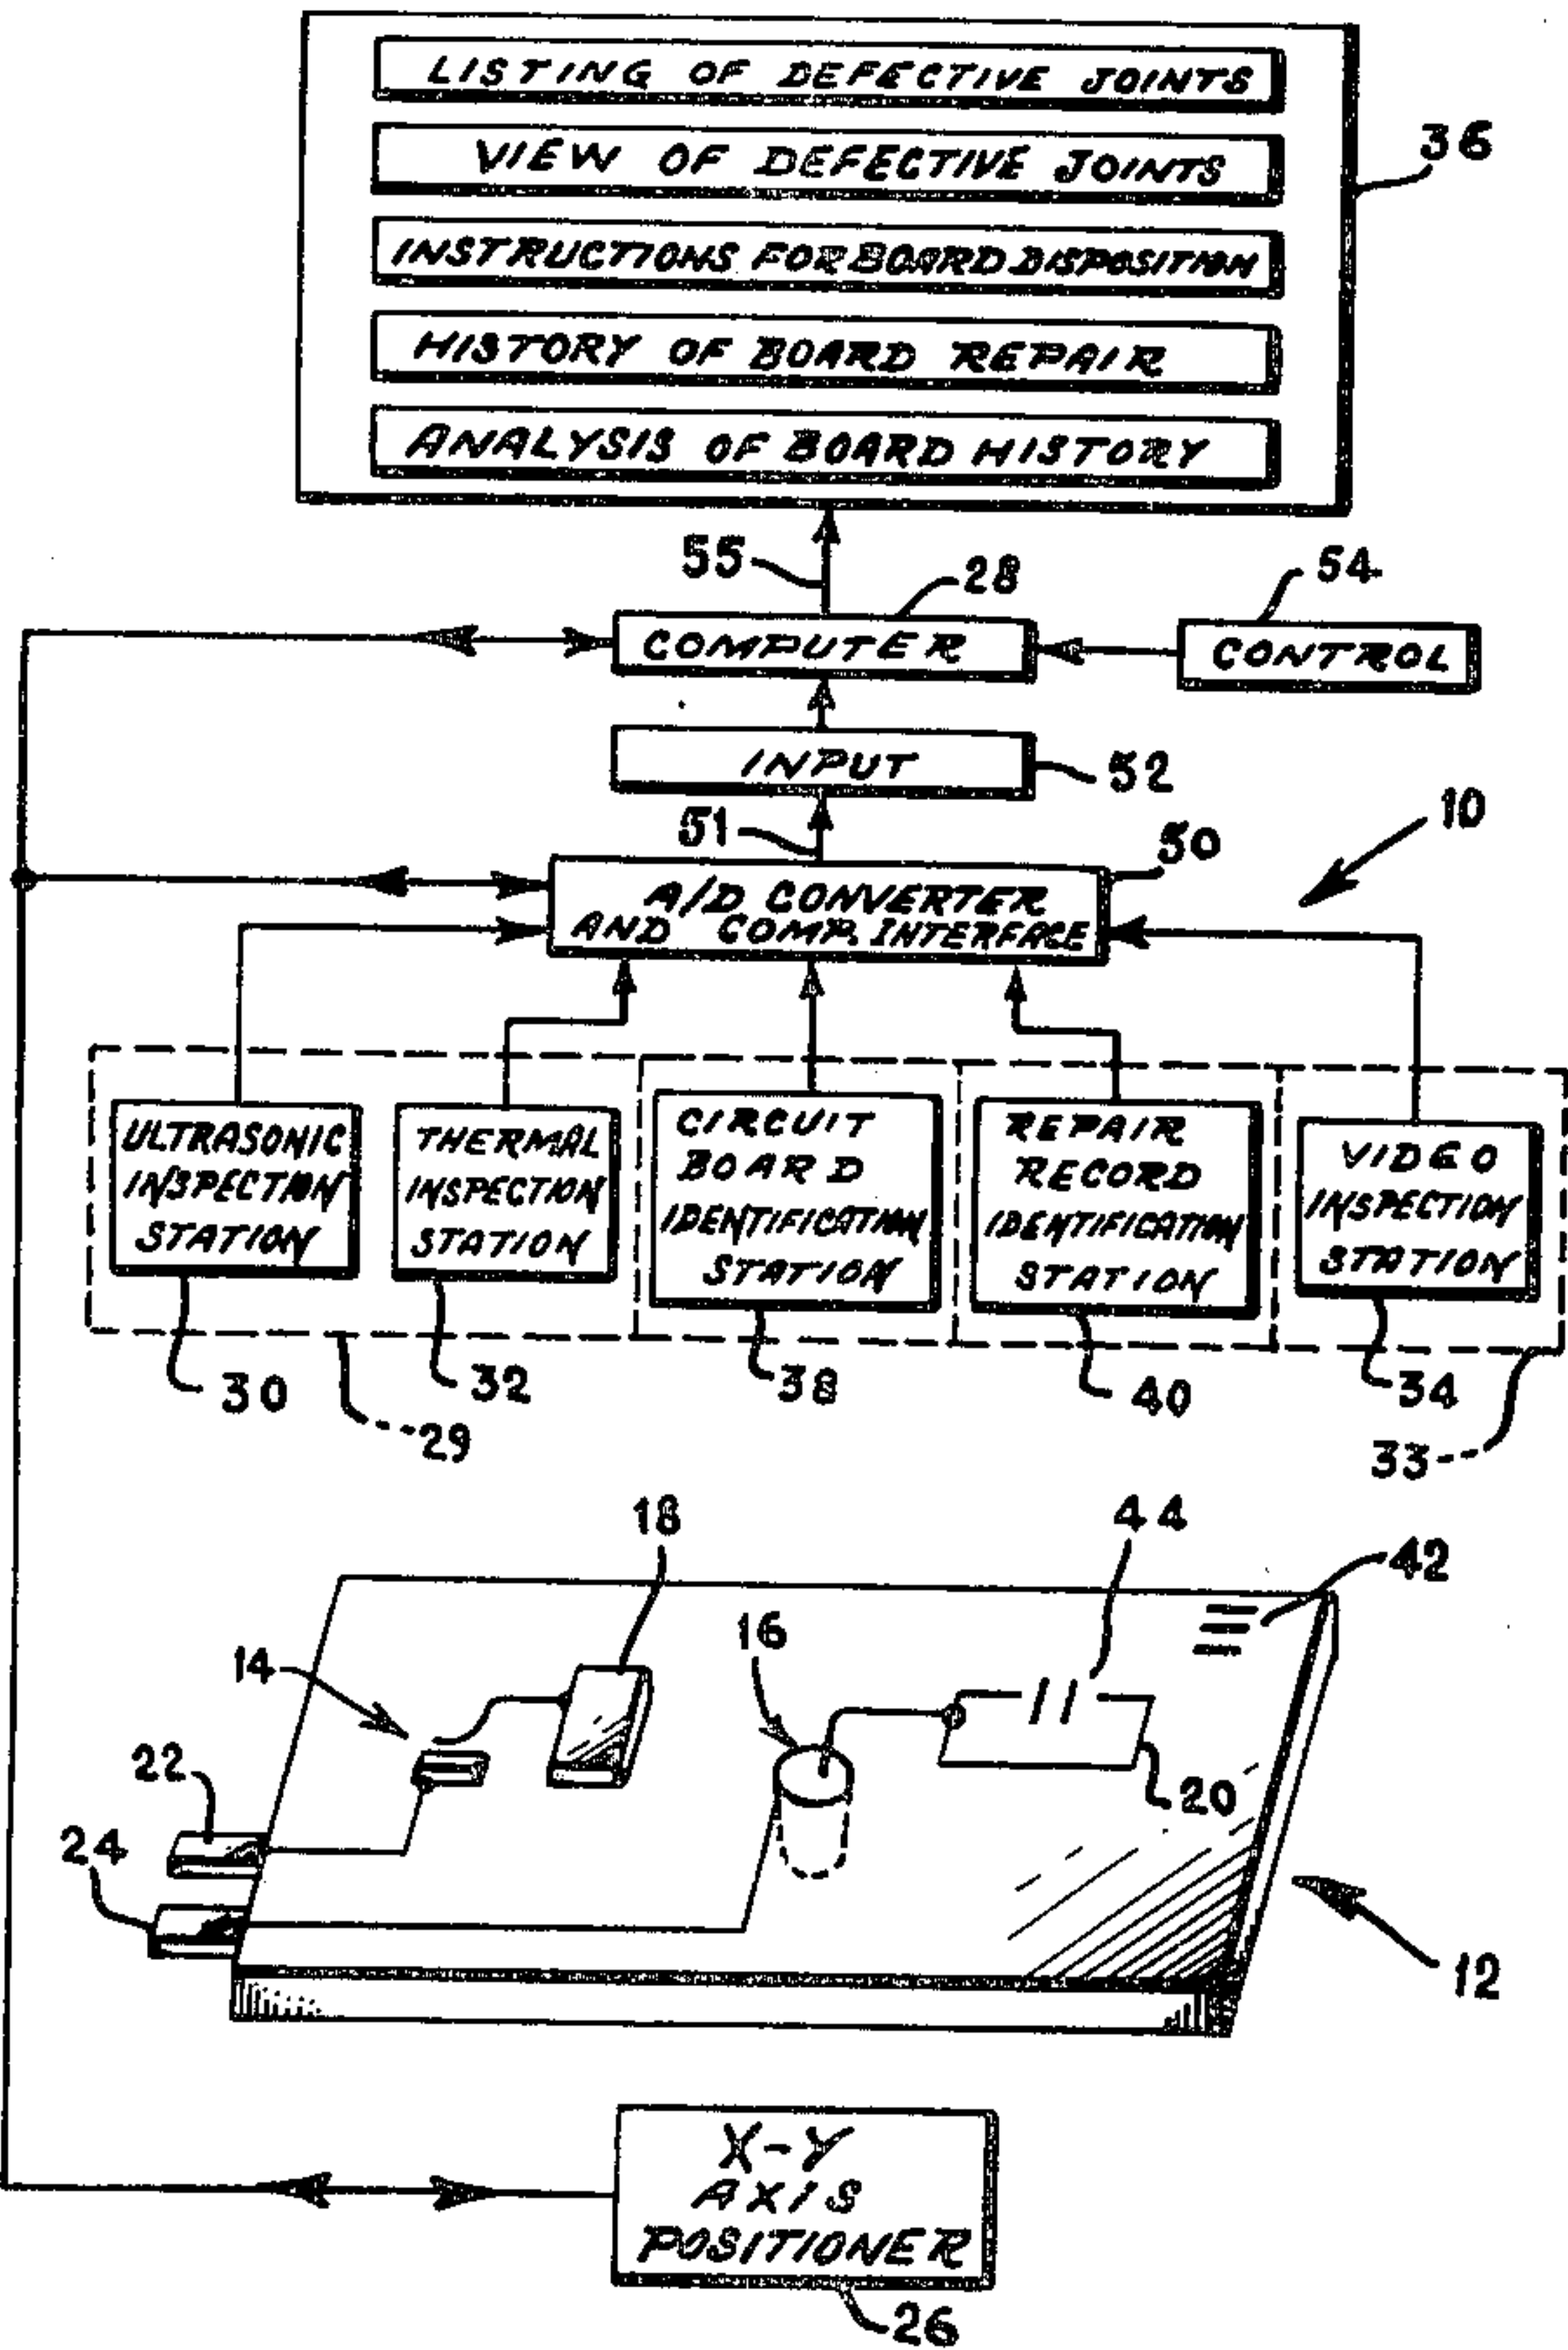 LISTING OF DEFECTIVE JOINTS
VIEW OF DEFECTIVE JOINTS
36
INSTRUCTIONS FOR BOARD DISPOSITION
HISTORY OF BOARD REPAIR
ANALYSIS OF BOARD HISTORY
55
28
54
COMPUTER
CONTROL
INPUT
52
51
50
10
A/D CONVERTER
AND COMP. INTERFACE
ULTRASONIC
INSPECTION
STATION
THERMAL
INSPECTION
STATION
CIRCUIT
BOARD
IDENTIFICATION
STATION
REPAIR
RECORD
IDENTIFICATION
STATION
VIDEO
INSPECTION
STATION
30
32
38
40
34
29
33
18
44
42
14
16
22
20
24
12
X-Y
AXIS
POSITIONER
26